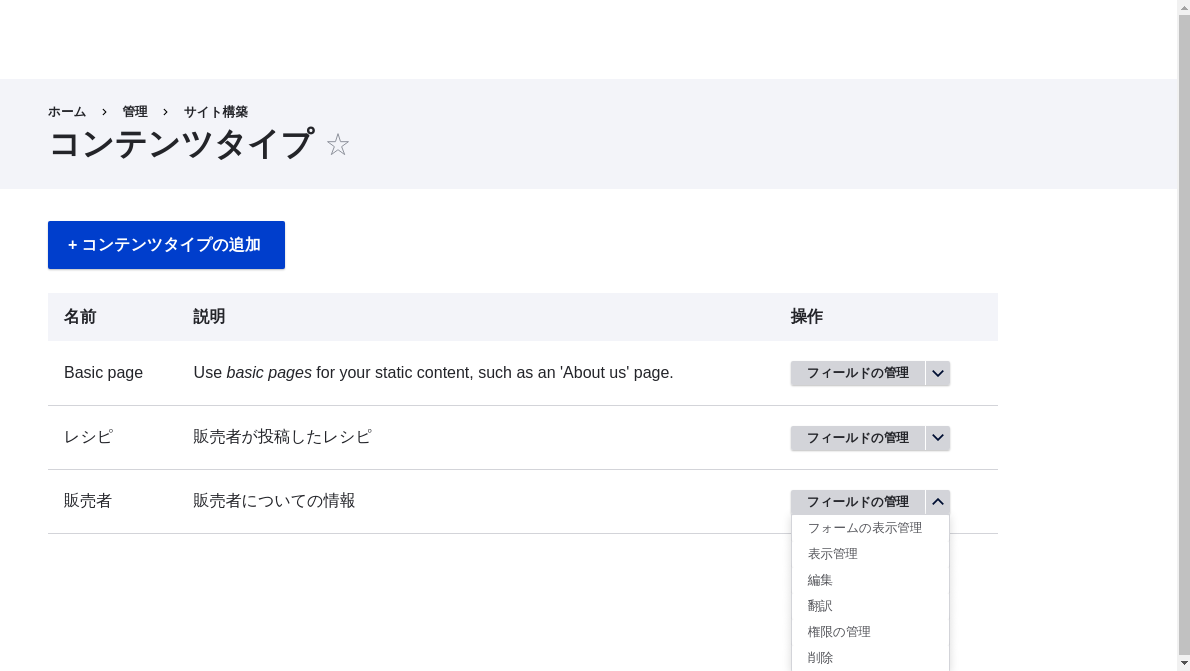 ホーム › 管理 › サイト構築
コンテンツタイプ ☆
+ コンテンツタイプの追加
名前 説明 操作
Basic page Use basic pages for your static content, such as an 'About us' page. フィールドの管理
レシピ 販売者が投稿したレシピ フィールドの管理
販売者 販売者についての情報 フィールドの管理
フォームの表示管理
表示管理
編集
翻訳
権限の管理
削除